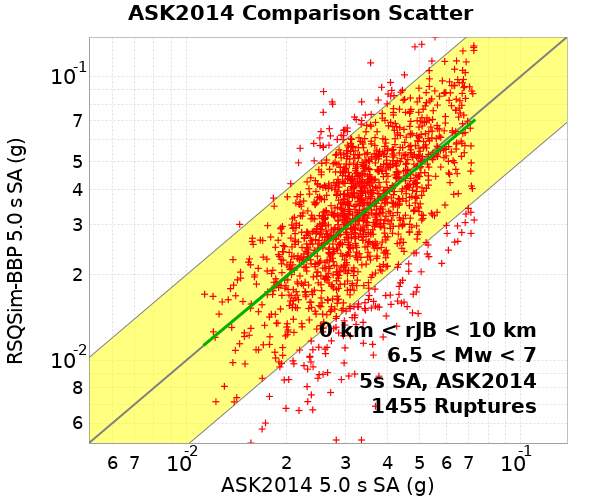 ASK2014 Comparison Scatter
RSQSim-BBP 5.0 s SA (g)
10-1
7
5
4
3
2
10-2
8
6
0 km < rJB < 10 km
6.5 < Mw < 7
5s SA, ASK2014
1455 Ruptures
6 7 10-2 2 3 4 5 6 7 10-1
ASK2014 5.0 s SA (g)